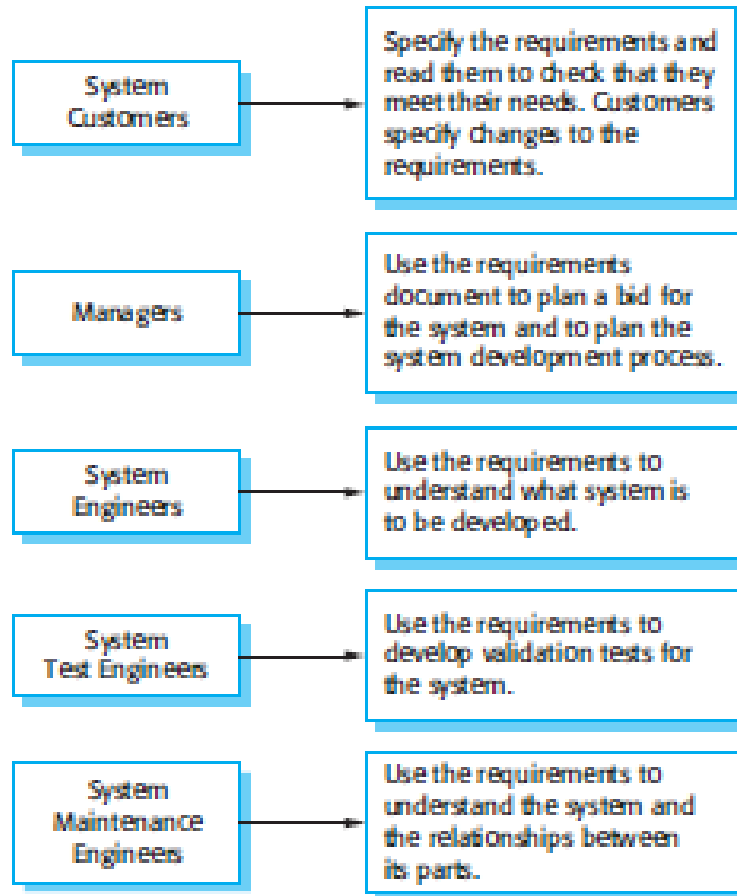 System
Customers
Specify the requirements and
read them to check that they
meet their needs. Customers
specify changes to the
requirements.
Managers
Use the requirements
document to plan a bid for
the system and to plan the
system development process.
System
Engineers
Use the requirements to
understand what system is
to be developed.
System
Test Engineers
Use the requirements to
develop validation tests for
the system.
System
Maintenance
Engineers
Use the requirements to
understand the system and
the relationships between
its parts.